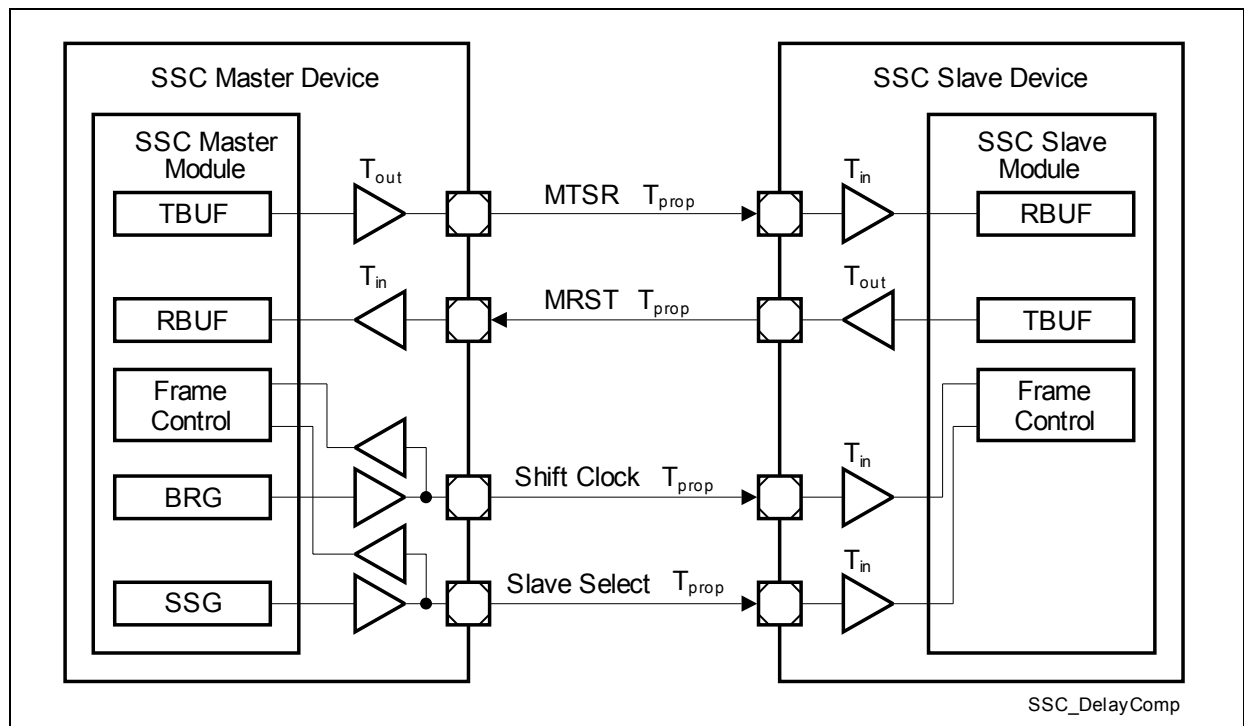 SSC Master Device
SSC Slave Device
SSC Master
Module
SSC Slave
Module
T_out
MTSR T_prop
T_in
TBUF
RBUF
T_in
MRST T_prop
T_out
RBUF
TBUF
Frame
Control
Frame
Control
BRG
Shift Clock T_prop
T_in
SSG
Slave Select T_prop
T_in
SSC_DelayComp